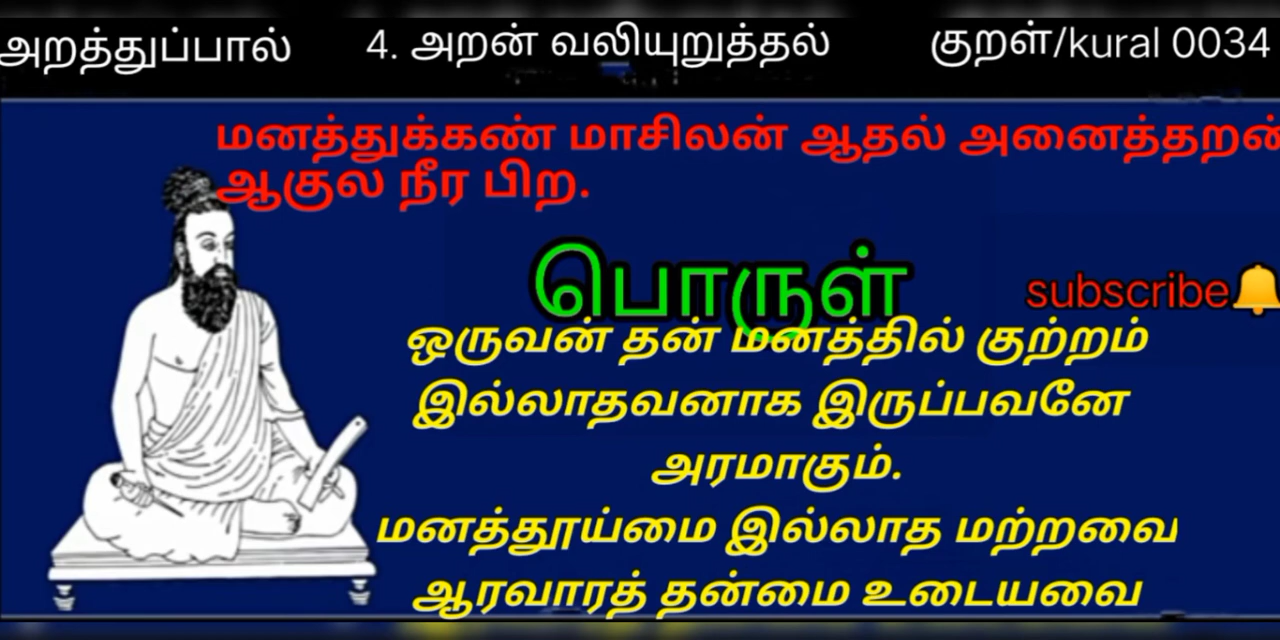 அறத்துப்பால் 4. அறன் வலியுறுத்தல் குறள்/kural 0034
மனத்துக்கண் மாசிலன் ஆதல் அனைத்தறன்
ஆகுல நீர பிற.
பொருள்
subscribe
ஒருவன் தன் மனத்தில் குற்றம்
இல்லாதவனாக இருப்பவனே
அரமாகும்.
மனத்தூய்மை இல்லாத மற்றவை
ஆரவாரத் தன்மை உடையவை